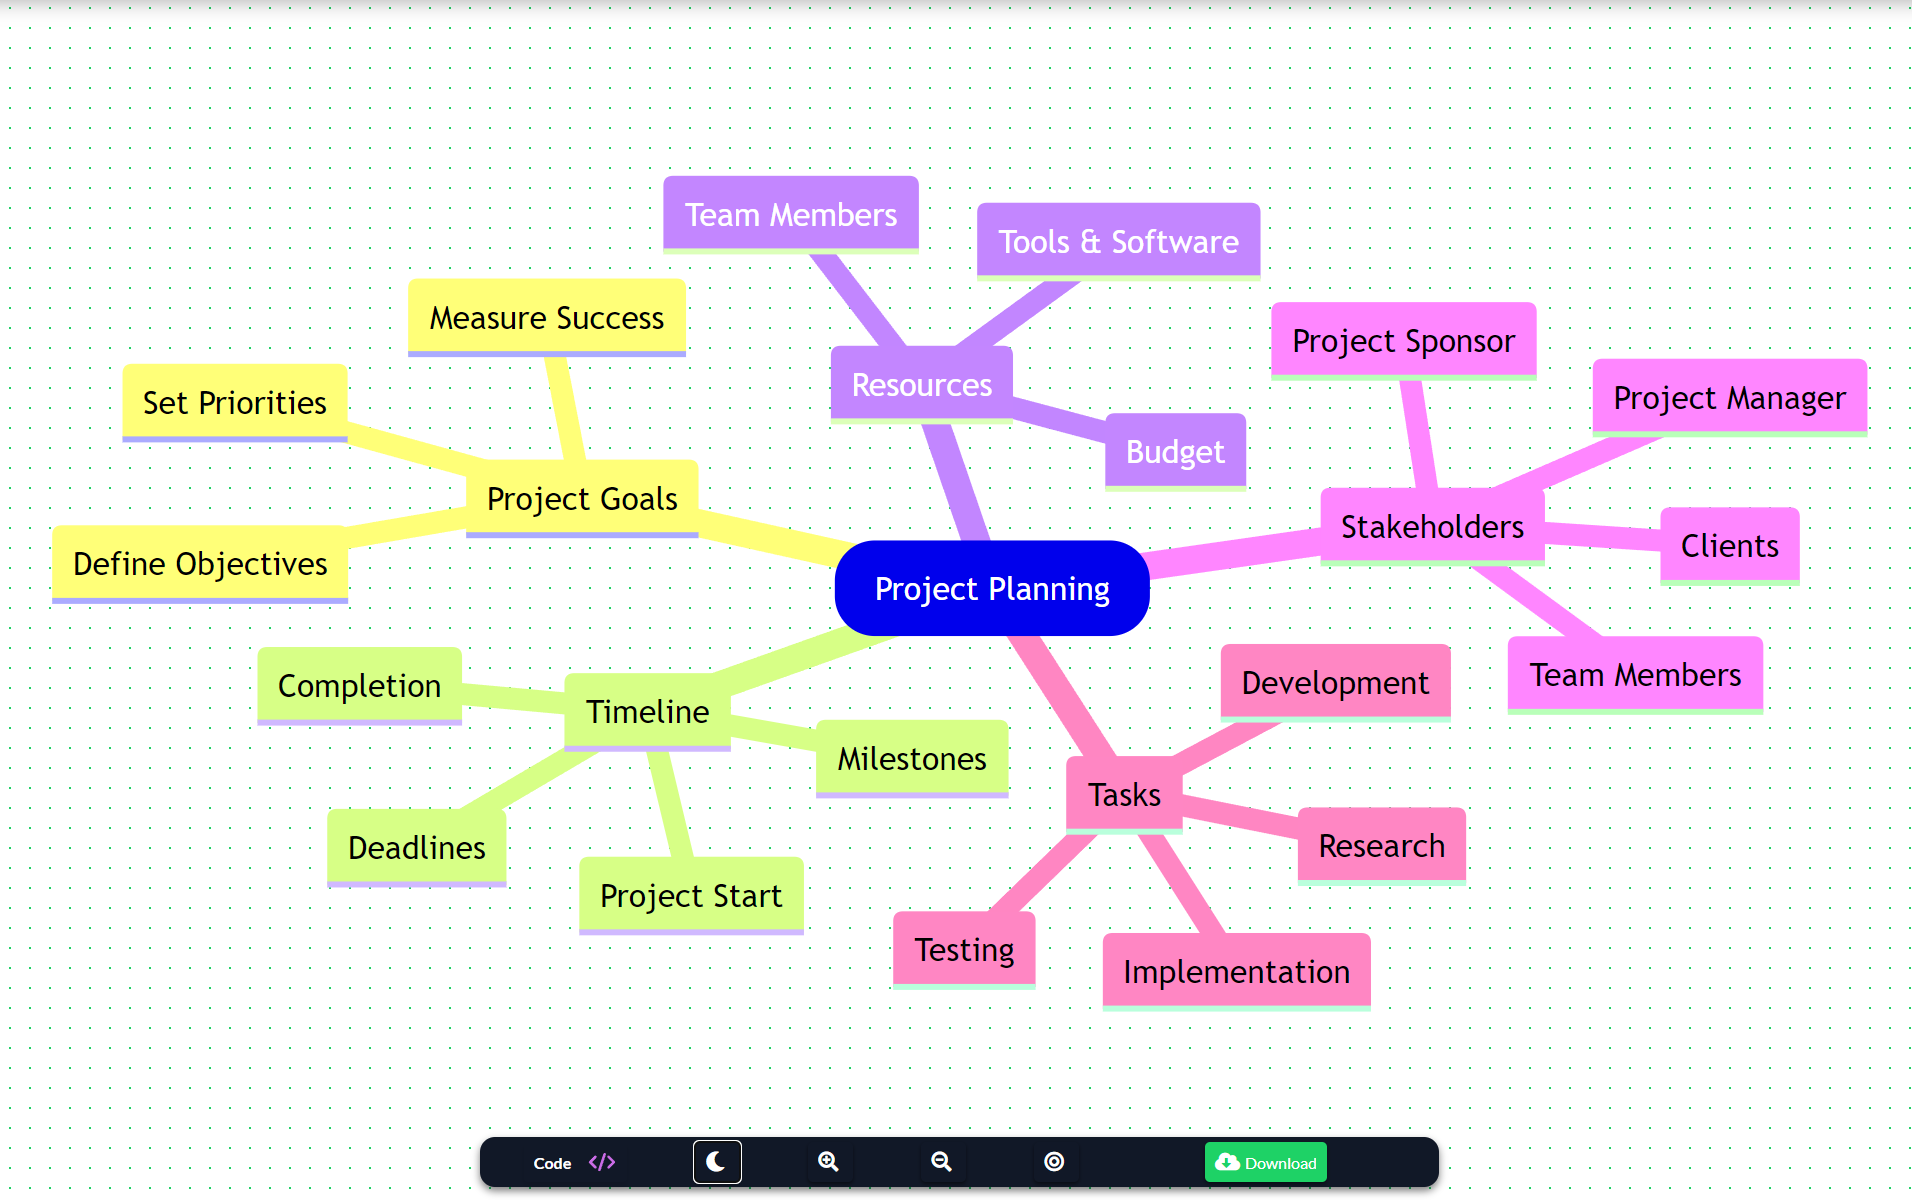 Team Members
Tools & Software
Measure Success
Project Sponsor
Resources
Project Manager
Set Priorities
Budget
Project Goals
Stakeholders
Clients
Define Objectives
Project Planning
Team Members
Development
Completion
Timeline
Milestones
Tasks
Research
Deadlines
Project Start
Testing
Implementation
Code </>
Download